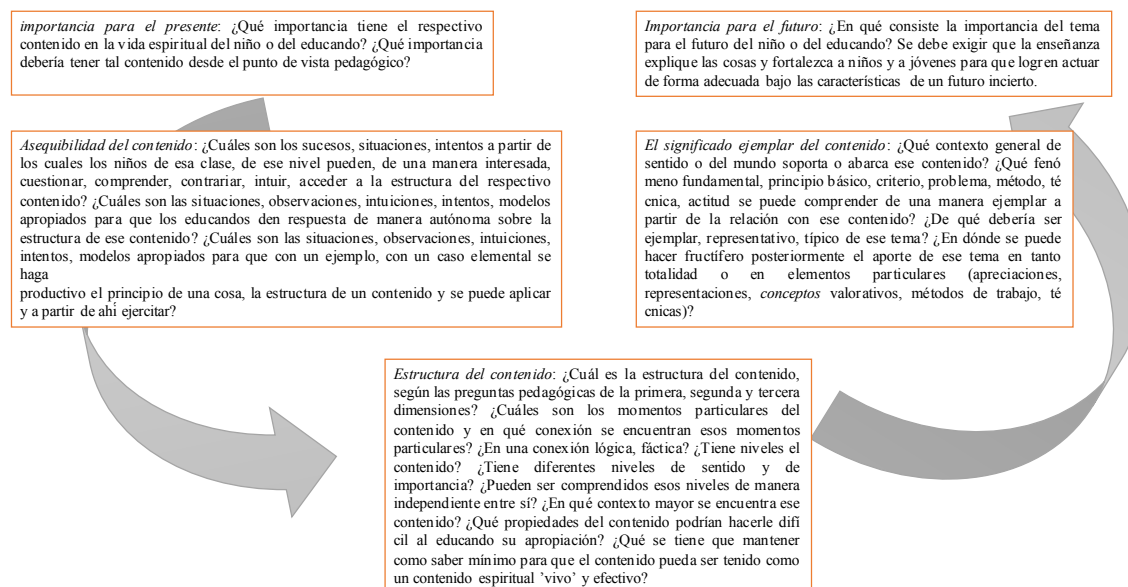 importancia para el presente: ¿Qué importancia tiene el respectivo
contenido en la vida espiritual del niño o del educando? ¿Qué importancia
debería tener tal contenido desde el punto de vista pedagógico?
Importancia para el futuro: ¿En qué consiste la importancia del tema
para el futuro del niño o del educando? Se debe exigir que la enseñanza
explique las cosas y fortalezca a niños y a jóvenes para que logren actuar
de forma adecuada bajo las características de un futuro incierto.
Asequibilidad del contenido: ¿Cuáles son los sucesos, situaciones, intentos a partir de
los cuales los niños de esa clase, de ese nivel pueden, de una manera interesada,
cuestionar, comprender, contrariar, intuir, acceder a la estructura del respectivo
contenido? ¿Cuáles son las situaciones, observaciones, intuiciones, intentos, modelos
apropiados para que los educandos den respuesta de manera autónoma sobre la
estructura de ese contenido? ¿Cuáles son las situaciones, observaciones, intuiciones,
intentos, modelos apropiados para que con un ejemplo, con un caso elemental se
haga
productivo el principio de una cosa, la estructura de un contenido y se puede aplicar
y a partir de ahí ejercitar?
El significado ejemplar del contenido: ¿Qué contexto general de
sentido o del mundo soporta o abarca ese contenido? ¿Qué fenó
meno fundamental, principio básico, criterio, problema, método, té
cnica, actitud se puede comprender de una manera ejemplar a
partir de la relación con ese contenido? ¿De qué debería ser
ejemplar, representativo, típico de ese tema? ¿En dónde se puede
hacer fructífero posteriormente el aporte de ese tema en tanto
totalidad o en elementos particulares (apreciaciones,
representaciones, conceptos valorativos, métodos de trabajo, té
cnicas)?
Estructura del contenido: ¿Cuál es la estructura del contenido,
según las preguntas pedagógicas de la primera, segunda y tercera
dimensiones? ¿Cuáles son los momentos particulares del
contenido y en qué conexión se encuentran esos momentos
particulares? ¿En una conexión lógica, fáctica? ¿Tiene niveles el
contenido? ¿Tiene diferentes niveles de sentido y de
importancia? ¿Pueden ser comprendidos esos niveles de manera
independiente entre sí? ¿En qué contexto mayor se encuentra ese
contenido? ¿Qué propiedades del contenido podrían hacerle difí
cil al educando su apropiación? ¿Qué se tiene que mantener
como saber mínimo para que el contenido pueda ser tenido como
un contenido espiritual 'vivo' y efectivo?